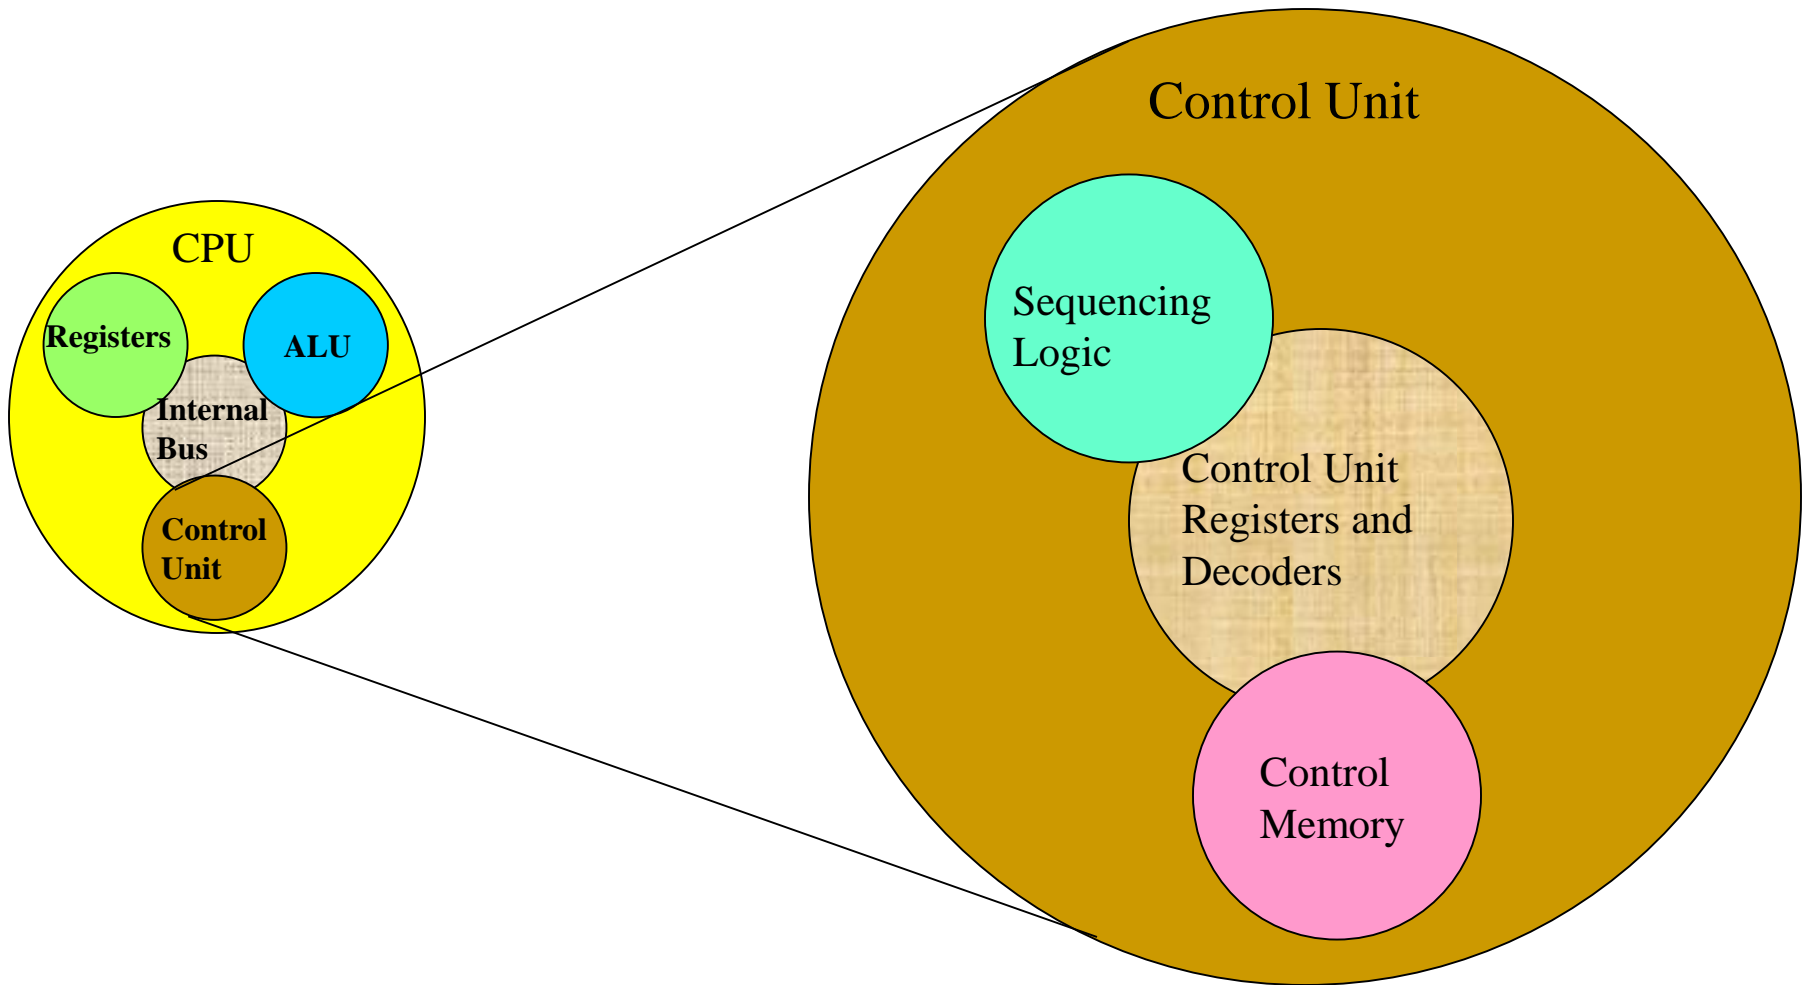 CPU
Registers
ALU
Internal
Bus
Control
Unit
Control Unit
Sequencing
Logic
Control Unit
Registers and
Decoders
Control
Memory